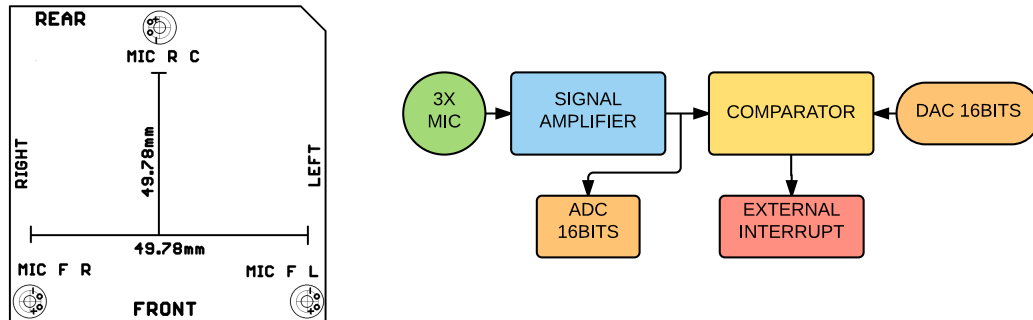 REAR
MIC R C
RIGHT
49.78mm
LEFT
49.78mm
MIC F R
MIC F L
FRONT
3X
MIC
SIGNAL
AMPLIFIER
COMPARATOR
DAC 16BITS
ADC
16BITS
EXTERNAL
INTERRUPT